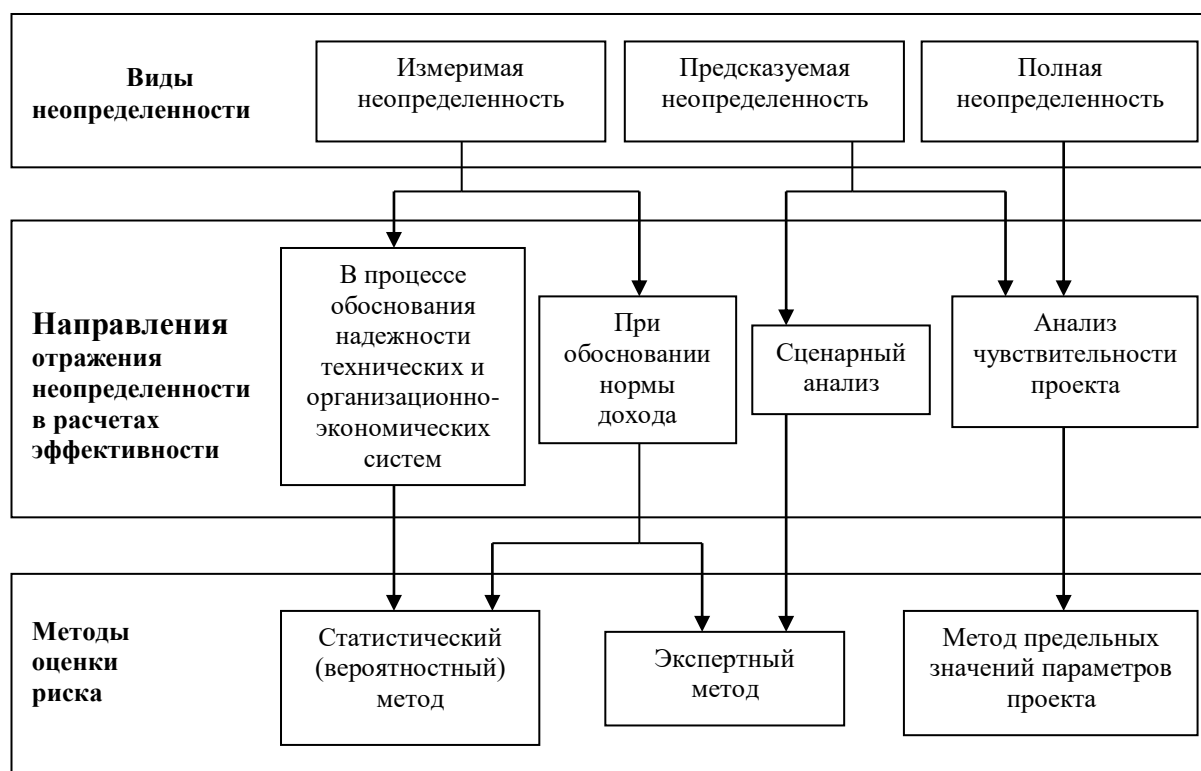 Виды
неопределенности
Измеримая
неопределенность
Предсказуемая
неопределенность
Полная
неопределенность
Направления
отражения
неопределенности
в расчетах
эффективности
В процессе
обоснования
надежности
технических и
организационно-
экономических
систем
При
обосновании
нормы
дохода
Сценарный
анализ
Анализ
чувствительности
проекта
Методы
оценки
риска
Статистический
(вероятностный)
метод
Экспертный
метод
Метод предельных
значений параметров
проекта